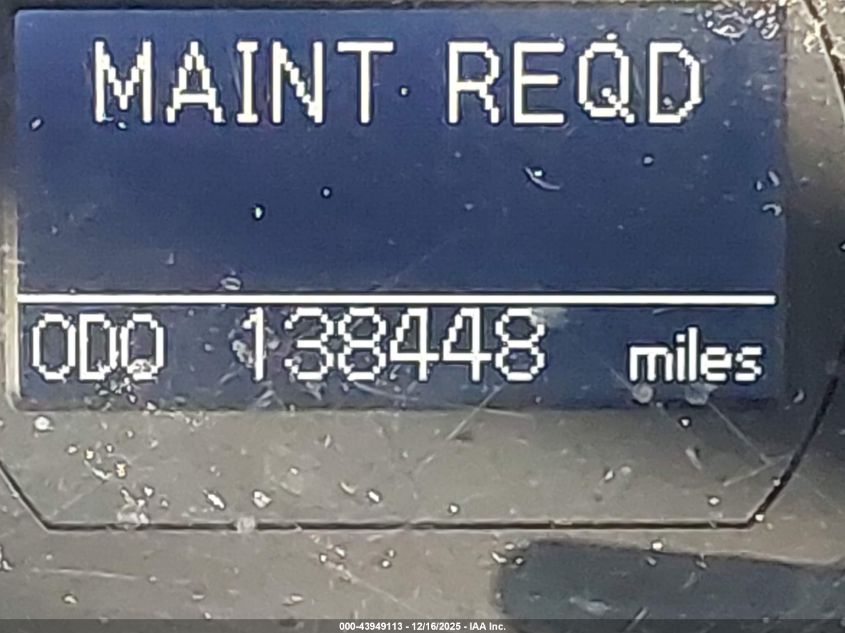 MAINT REQD
ODO 138448 miles
000-43949113 - 12/16/2025 - IAA Inc.